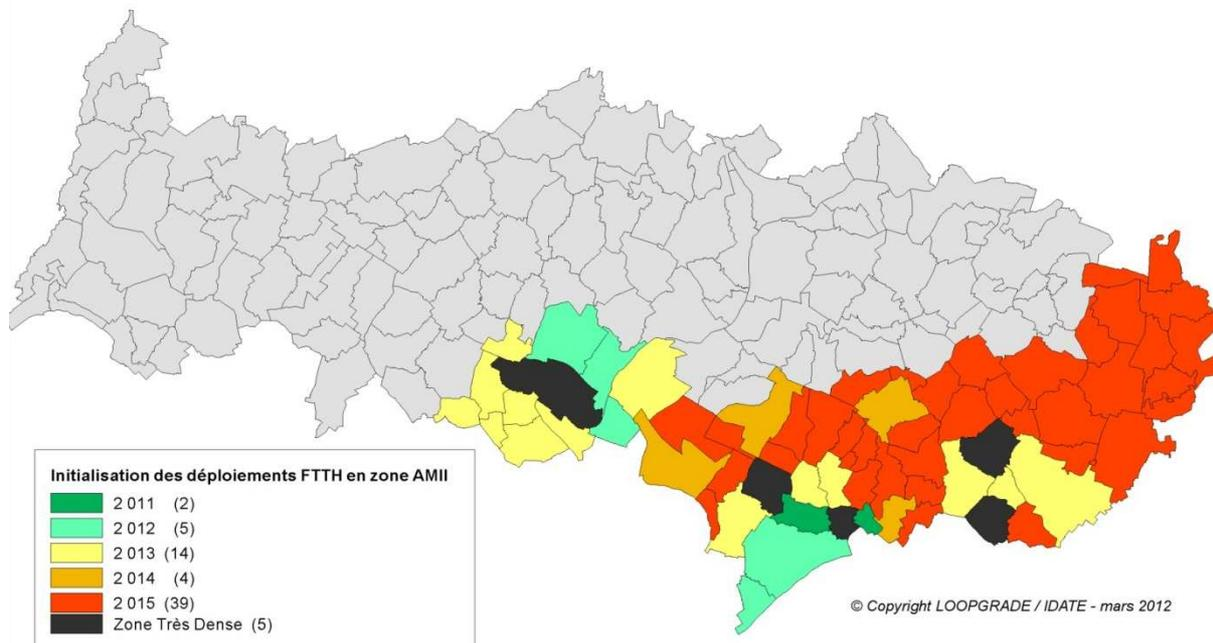 Initialisation des déploiements FTTH en zone AMII
2 011 (2)
2 012 (5)
2 013 (14)
2 014 (4)
2 015 (39)
Zone Très Dense (5)
© Copyright LOOPGRADE / IDATE - mars 2012